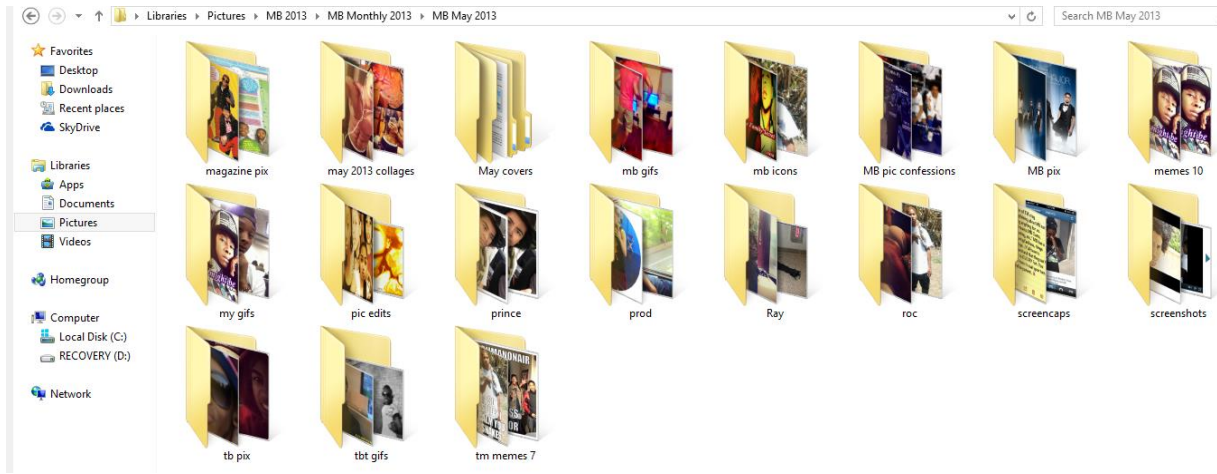 Libraries ▸ Pictures ▸ MB 2013 ▸ MB Monthly 2013 ▸ MB May 2013
Search MB May 2013
Favorites
Desktop
Downloads
Recent places
SkyDrive
Libraries
Apps
Documents
Pictures
Videos
Homegroup
Computer
Local Disk (C:)
RECOVERY (D:)
Network
magazine pix
may 2013 collages
May covers
mb gifs
mb icons
MB pic confessions
MB pix
memes 10
my gifs
pic edits
prince
prod
Ray
roc
screencaps
screenshots
tb pix
tbt gifs
tm memes 7